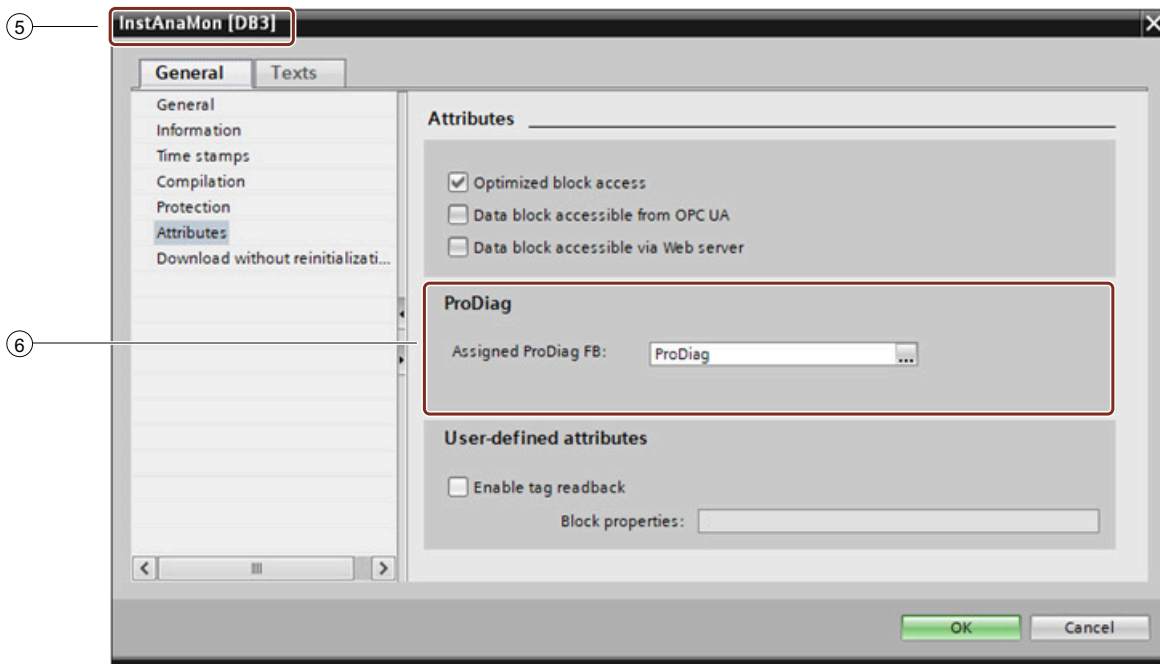 ⑤
InstAnaMon [DB3]
General
Texts
General
Information
Time stamps
Compilation
Protection
Attributes
Download without reinitializati...
Attributes
Optimized block access
Data block accessible from OPC UA
Data block accessible via Web server
⑥
ProDiag
Assigned ProDiag FB:
ProDiag
...
User-defined attributes
Enable tag readback
Block properties:
OK
Cancel